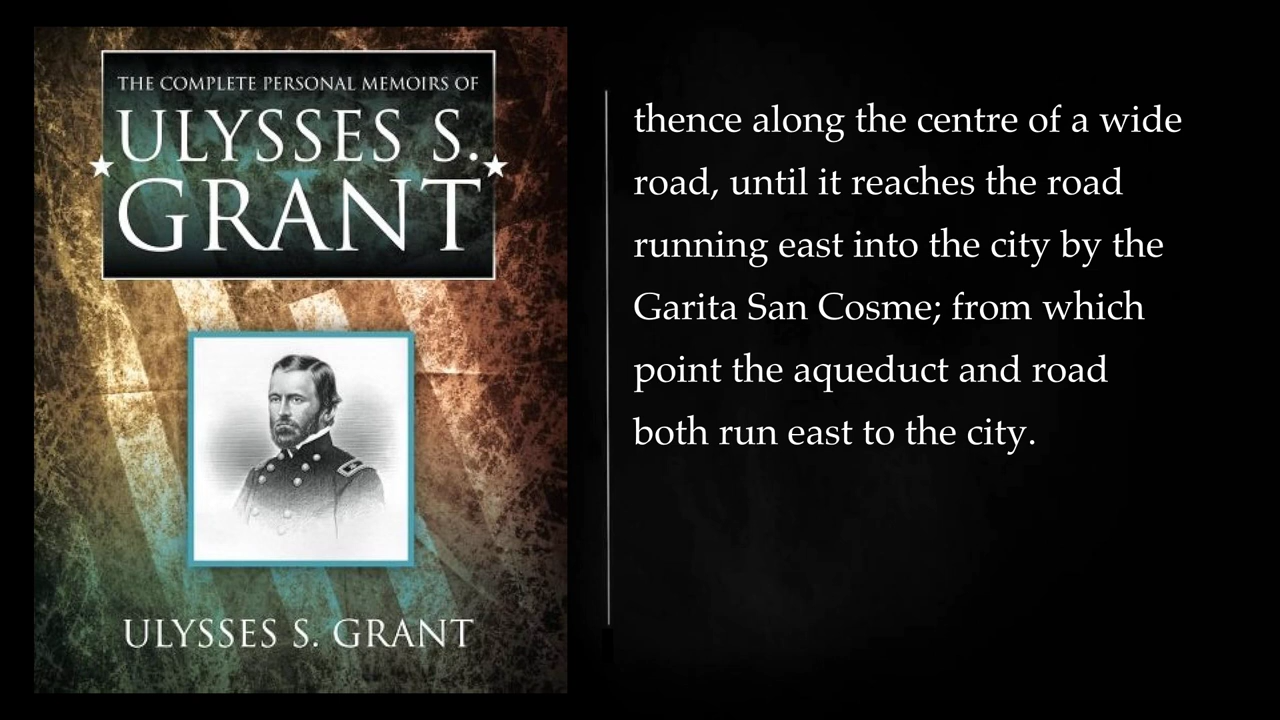 THE COMPLETE PERSONAL MEMOIRS OF
ULYSSES S.
GRANT
ULYSSES S. GRANT
thence along the centre of a wide
road, until it reaches the road
running east into the city by the
Garita San Cosme; from which
point the aqueduct and road
both run east to the city.